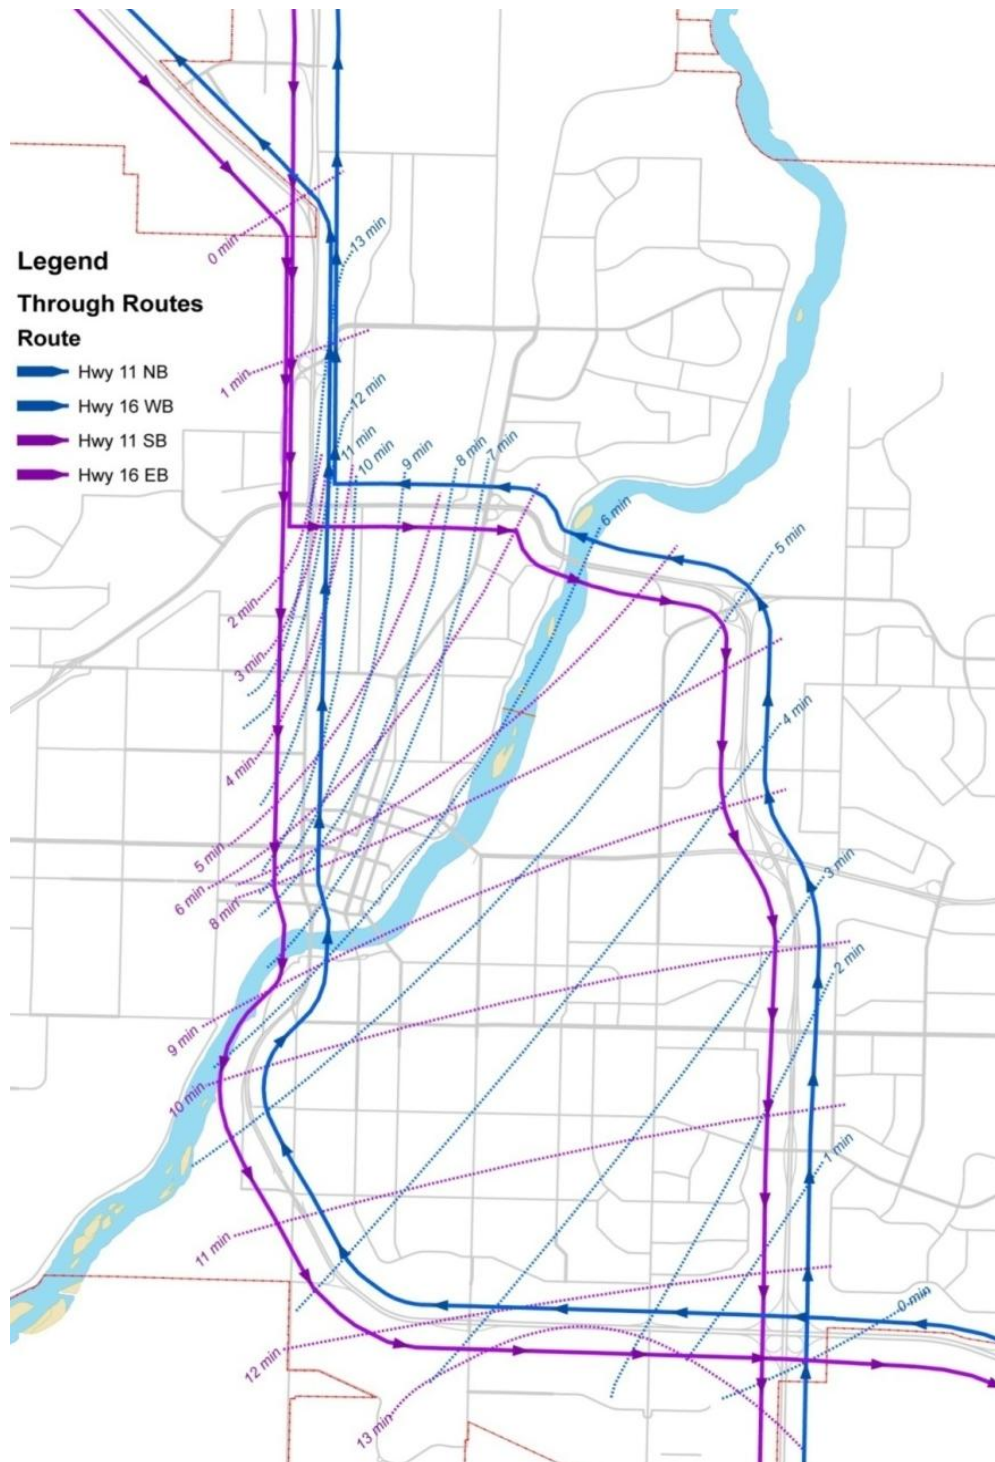 0 min
13 min
Legend
Through Routes
Route
Hwy 11 NB
Hwy 16 WB
Hwy 11 SB
Hwy 16 EB
1 min
12 min
11 min
10 min
9 min
8 min
7 min
6 min
5 min
2 min
3 min
4 min
4 min
5 min
6 min
8 min
3 min
2 min
9 min
10 min
1 min
11 min
0 min
12 min
13 min